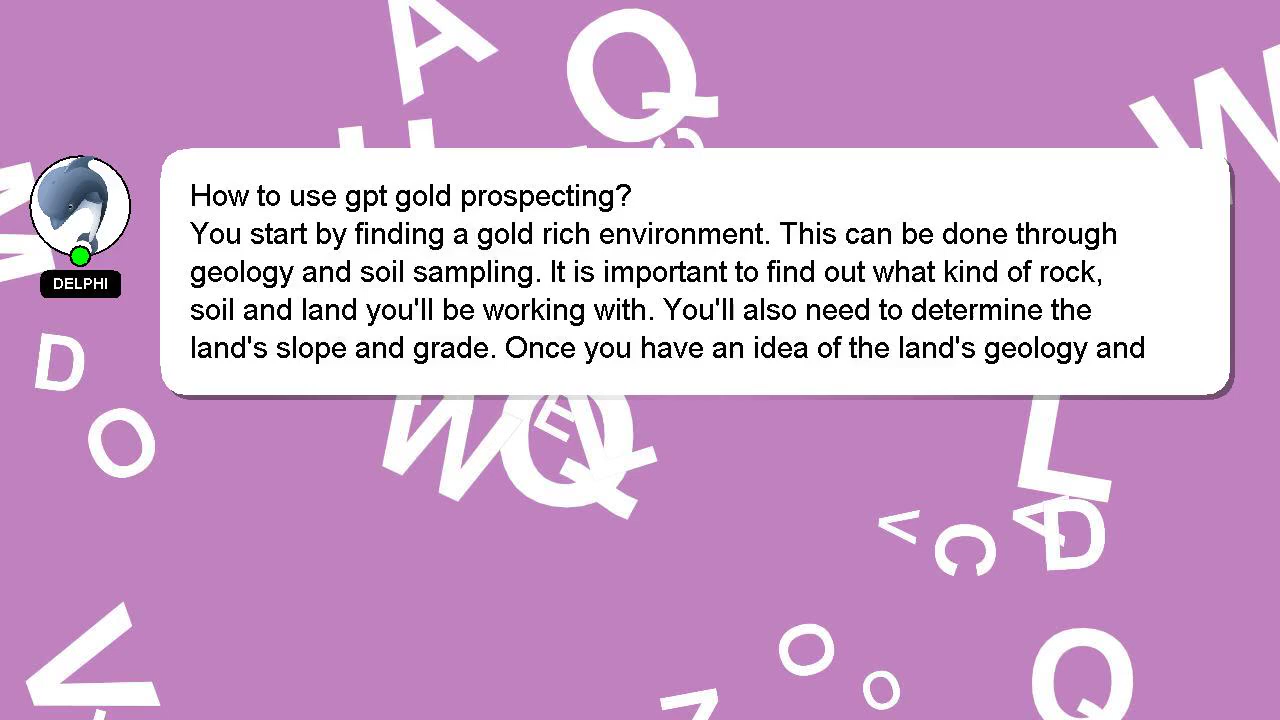 How to use gpt gold prospecting?
You start by finding a gold rich environment. This can be done through
geology and soil sampling. It is important to find out what kind of rock,
soil and land you'll be working with. You'll also need to determine the
land's slope and grade. Once you have an idea of the land's geology and
DELPHI
A
Q
W
D
O
W
Q
E
L
V
C
A
D
V
O
O
Q